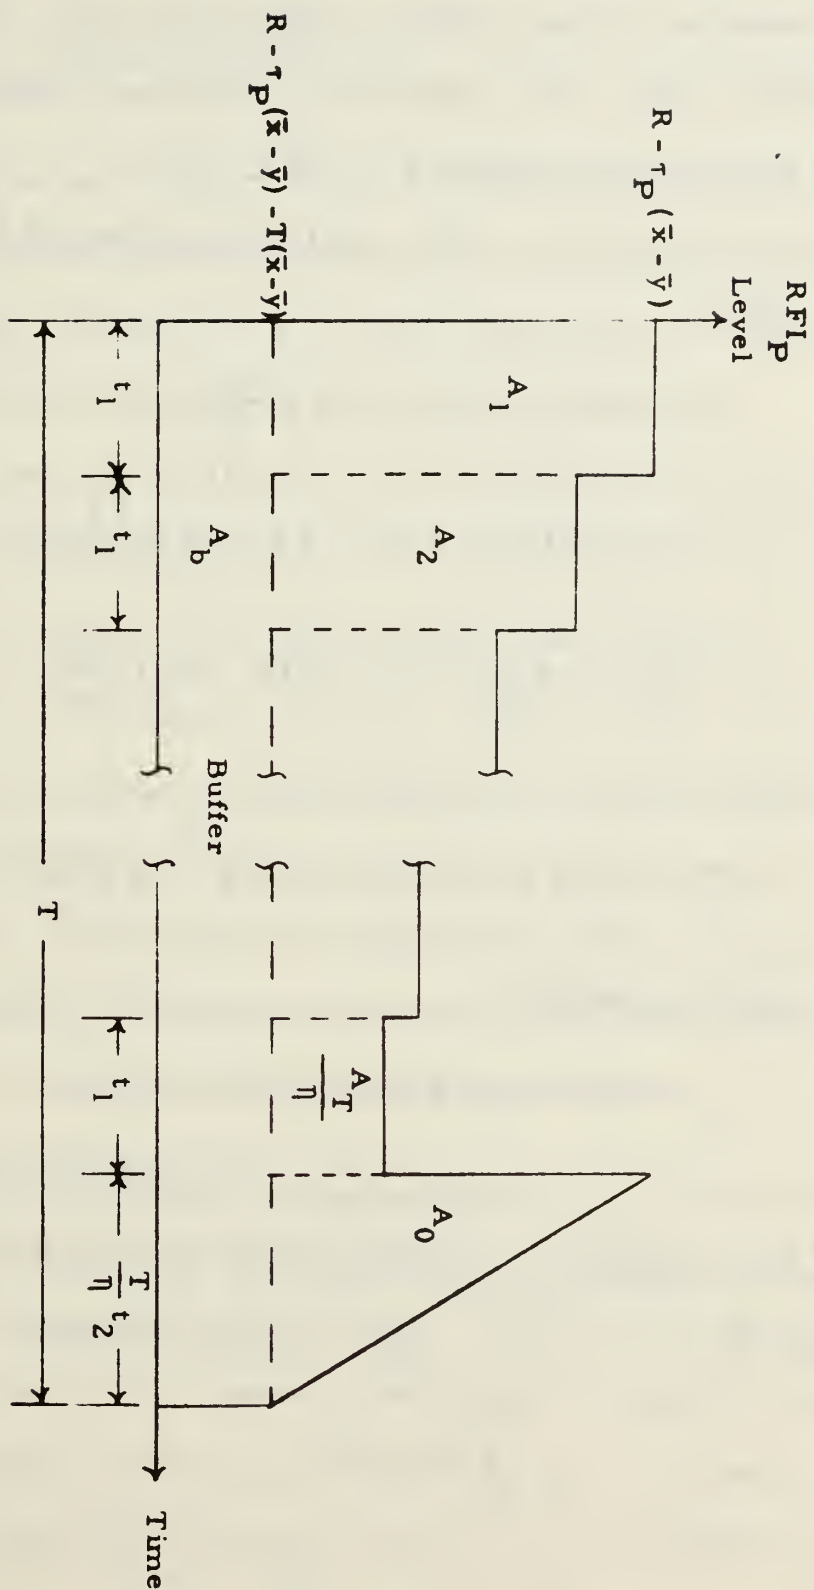 RFI_P
Level
R - τ_P(x̄ - ȳ)
R - τ_P(x̄ - ȳ) - T(x̄-ȳ)
A_1
A_2
A_b
Buffer
A_T/η
A_0
t_1
t_1
t_1
T/η t_2
T
Time